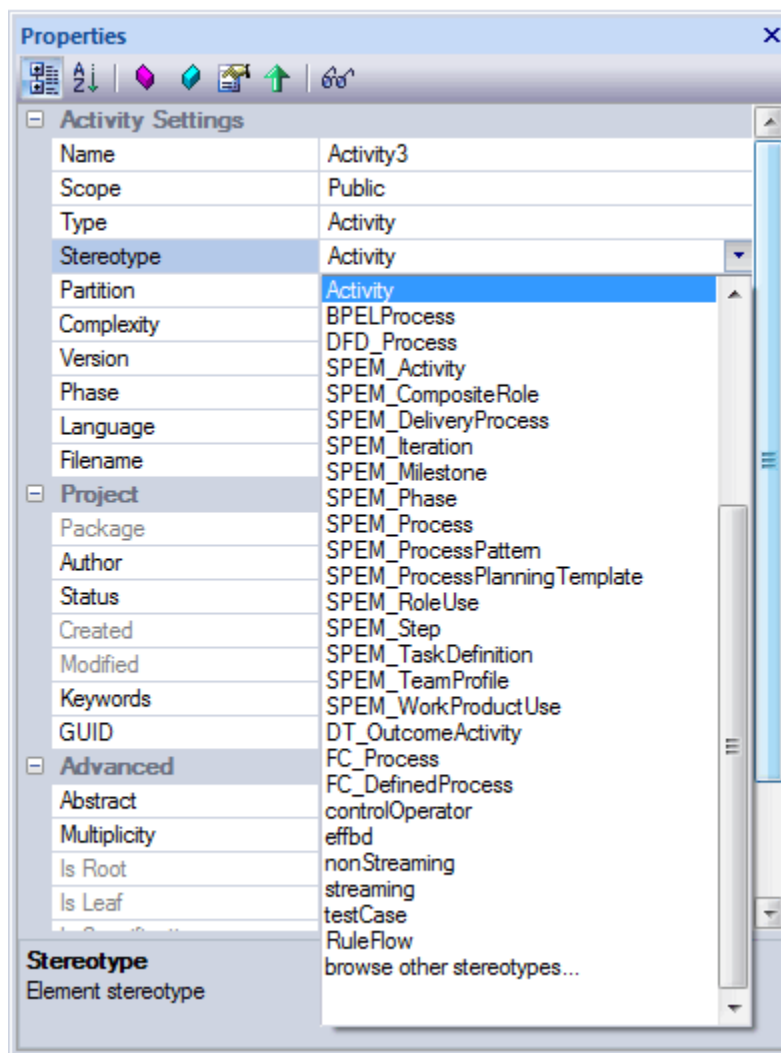 Properties
Activity Settings
Name Activity3
Scope Public
Type Activity
Stereotype Activity
Partition
Complexity
Version
Phase
Language
Filename
Project
Package
Author
Status
Created
Modified
Keywords
GUID
Advanced
Abstract
Multiplicity
Is Root
Is Leaf
Activity
BPELProcess
DFD_Process
SPEM_Activity
SPEM_CompositeRole
SPEM_DeliveryProcess
SPEM_Iteration
SPEM_Milestone
SPEM_Phase
SPEM_Process
SPEM_ProcessPattern
SPEM_ProcessPlanningTemplate
SPEM_RoleUse
SPEM_Step
SPEM_TaskDefinition
SPEM_TeamProfile
SPEM_WorkProductUse
DT_OutcomeActivity
FC_Process
FC_DefinedProcess
controlOperator
effbd
nonStreaming
streaming
testCase
RuleFlow
browse other stereotypes...
Stereotype
Element stereotype